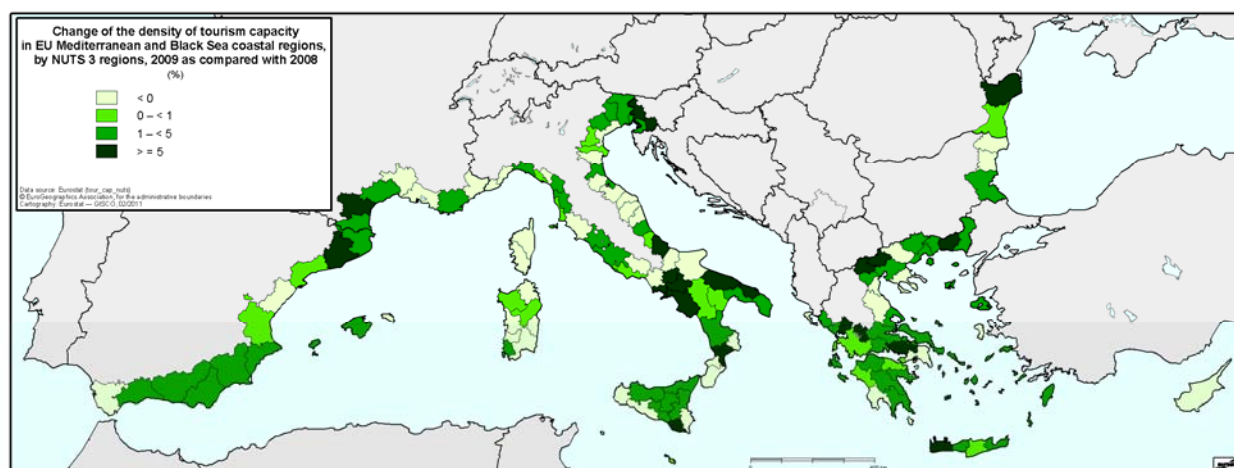 Change of the density of tourism capacity
in EU Mediterranean and Black Sea coastal regions,
by NUTS 3 regions, 2009 as compared with 2008
(%)
< 0
0 – < 1
1 – < 5
> = 5
Data source: Eurostat (tour_cap_nuts)
© EuroGeographics Association, for the administrative boundaries
Cartography: Eurostat — GISCO, 02/2011